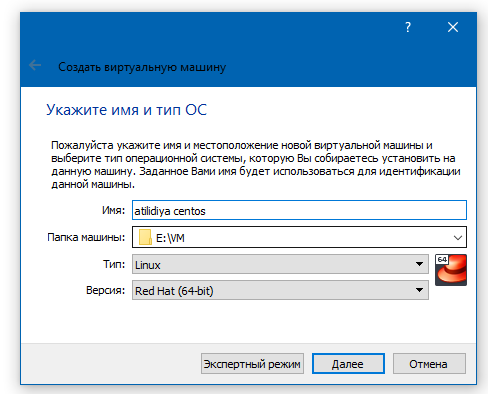 ?
Создать виртуальную машину
Укажите имя и тип ОС
Пожалуйста укажите имя и местоположение новой виртуальной машины и
выберите тип операционной системы, которую Вы собираетесь установить на
данную машину. Заданное Вами имя будет использоваться для идентификации
данной машины.
Имя: atilidiya centos
Папка машины: E:\VM
Тип: Linux
64
Версия: Red Hat (64-bit)
Экспертный режим Далее Отмена